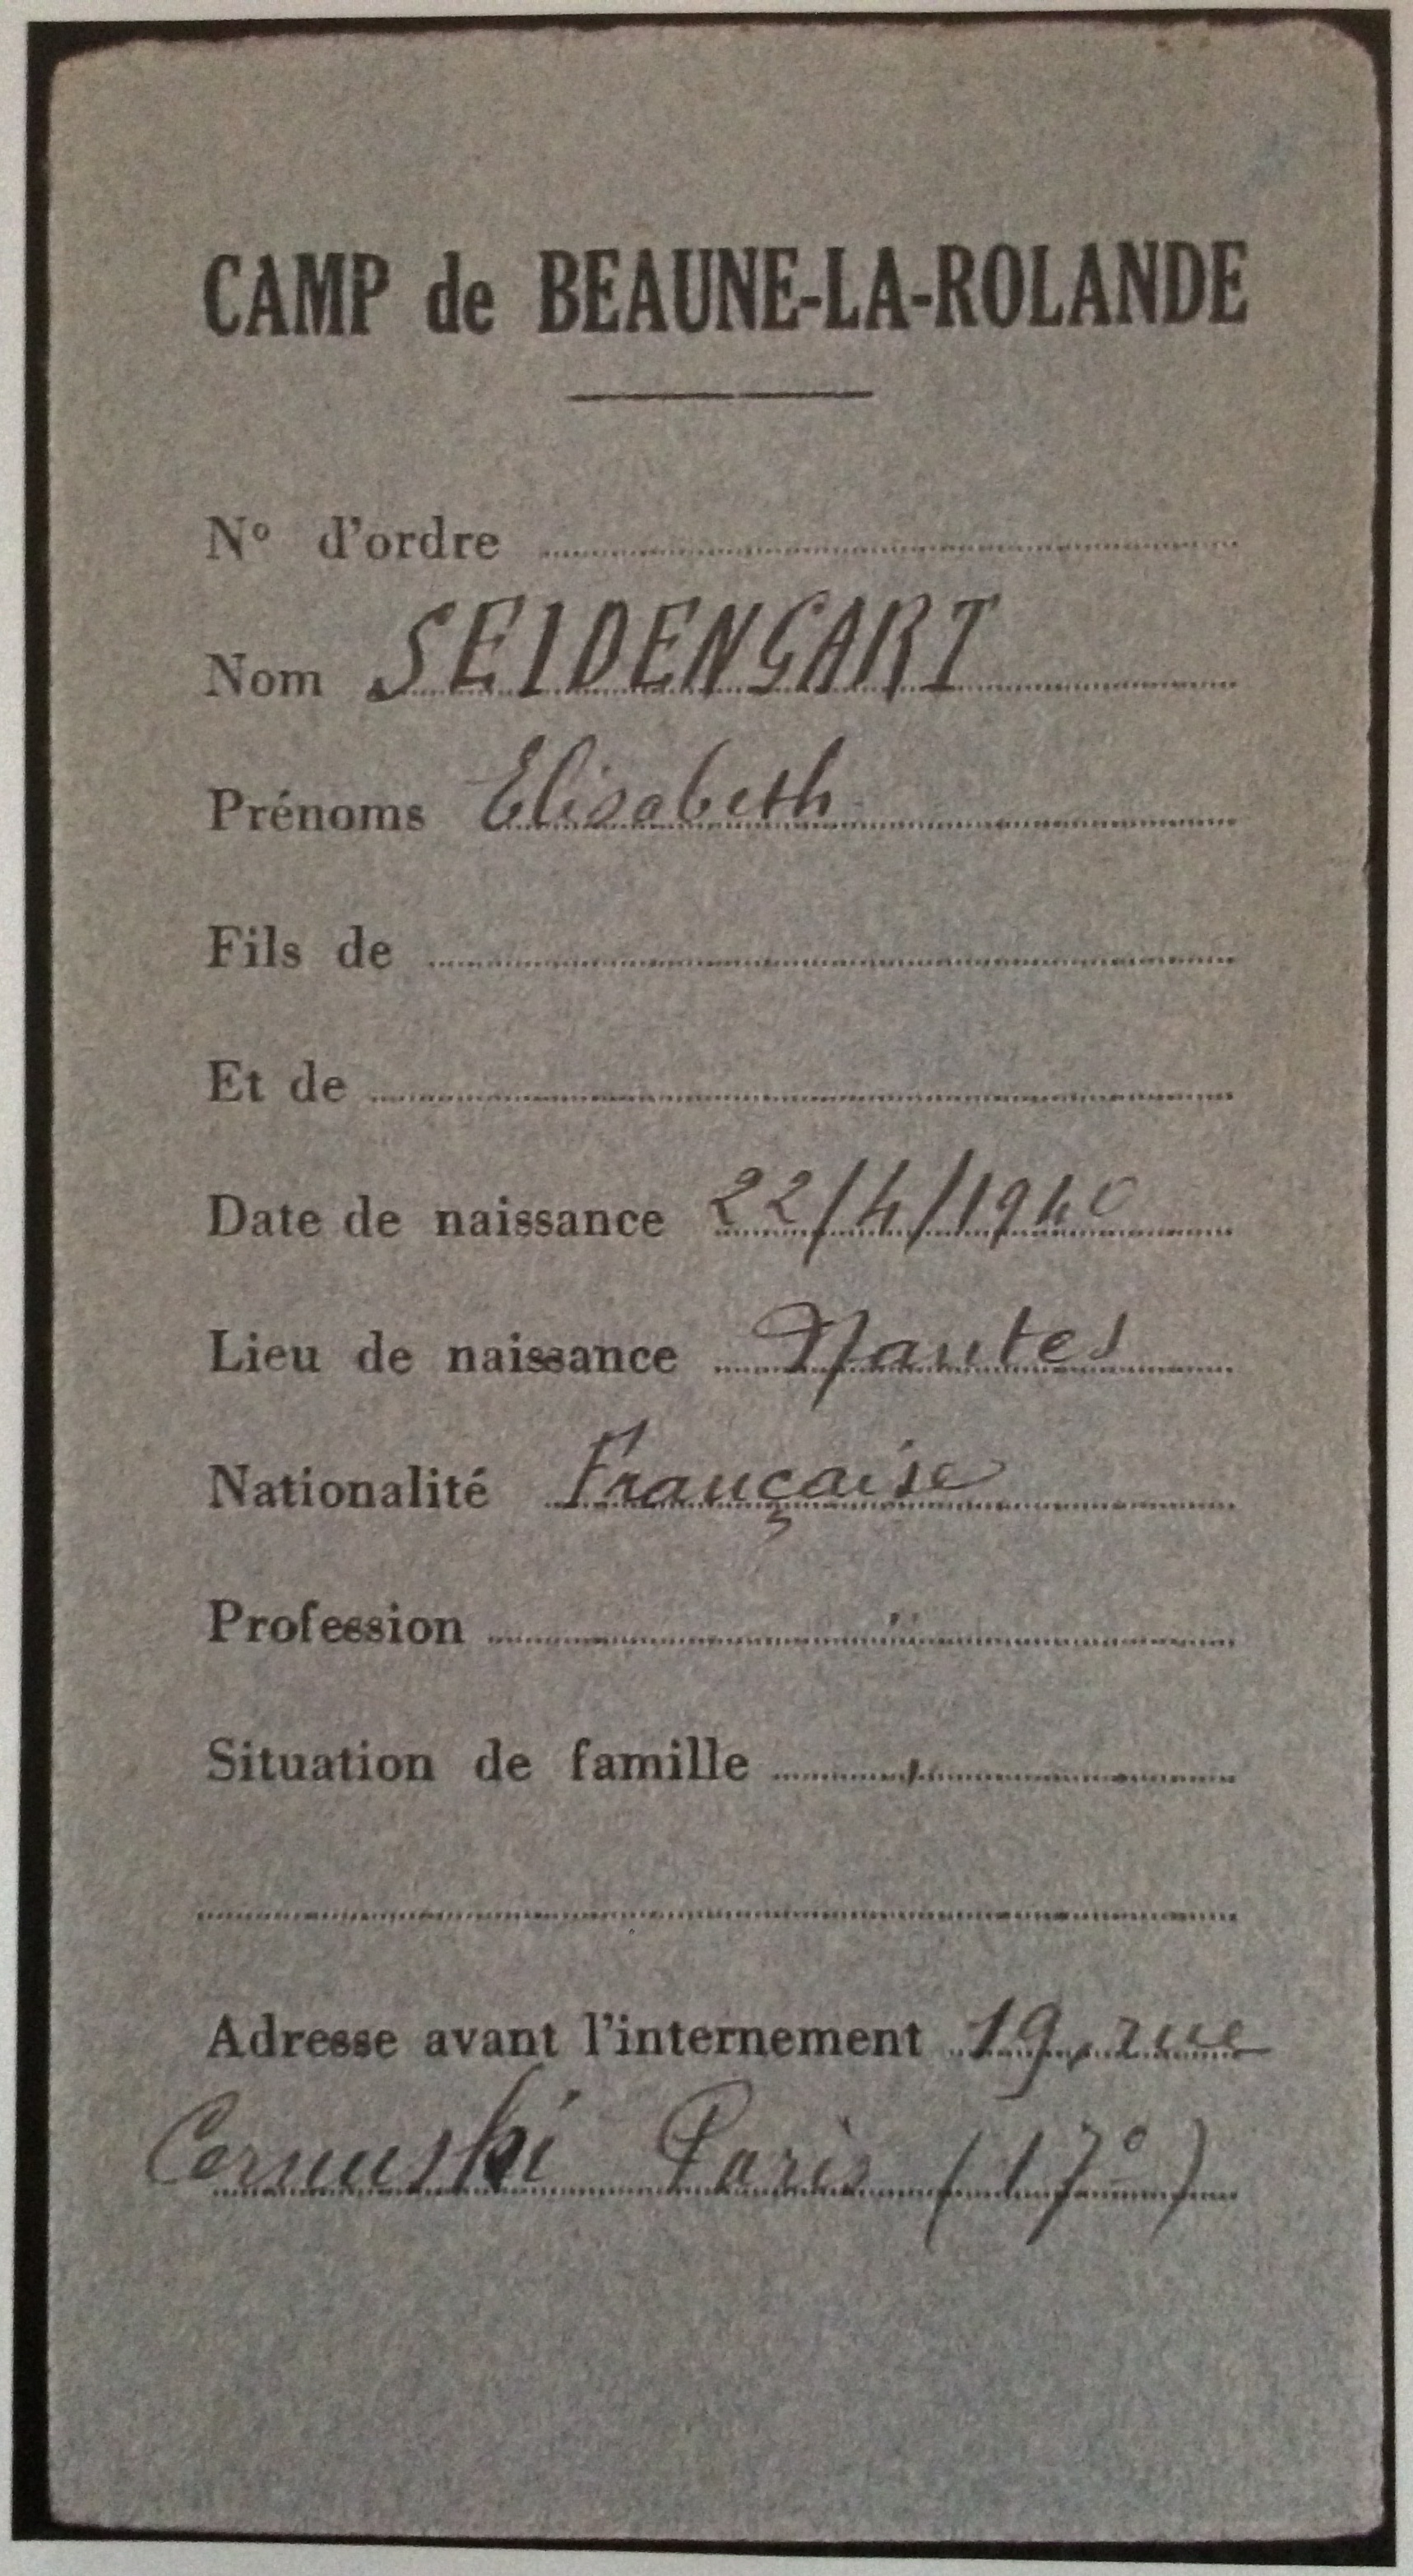 CAMP de BEAUNE-LA-ROLANDE
N° d'ordre
Nom SEIDENGART
Prénoms Elisabeth
Fils de
Et de
Date de naissance 22/4/1940
Lieu de naissance Nantes
Nationalité Française
Profession
Situation de famille
Adresse avant l'internement 19, rue
Cernuski Paris (17°)